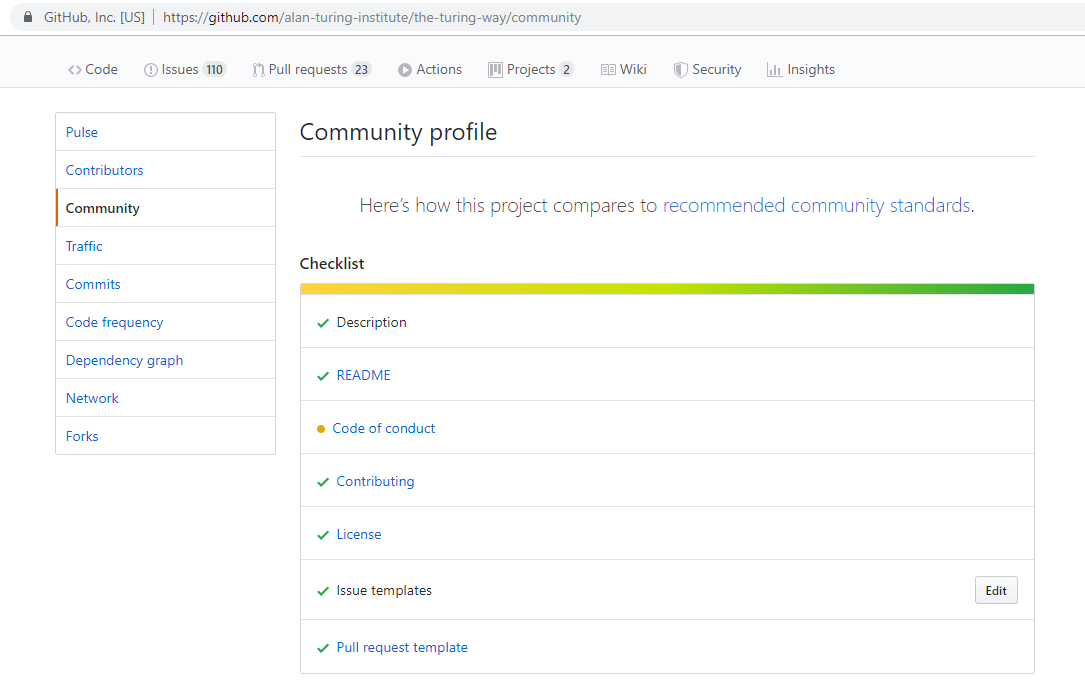 GitHub, Inc. [US] | https://github.com/alan-turing-institute/the-turing-way/community
Code Issues 110 Pull requests 23 Actions Projects 2 Wiki Security Insights
Pulse
Contributors
Community
Traffic
Commits
Code frequency
Dependency graph
Network
Forks
Community profile
Here's how this project compares to recommended community standards.
Checklist
Description
README
Code of conduct
Contributing
License
Issue templates Edit
Pull request template